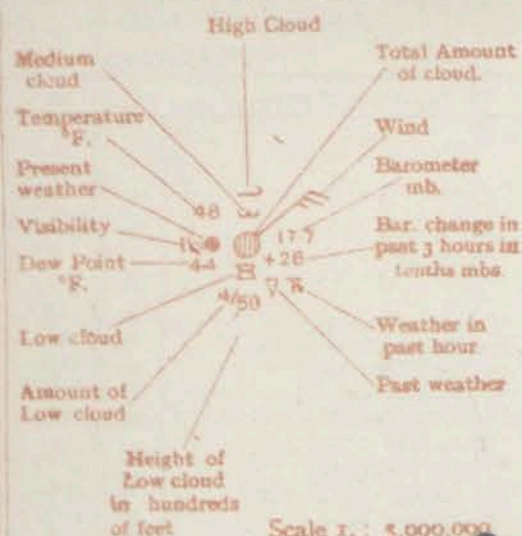 High Cloud
Medium
cloud
Total Amount
of cloud.
Temperature
°F.
Wind
Present
weather
Barometer
mb.
Visibility
Bar. change in
past 3 hours in
tenths mbs.
Dew Point
°F.
48
177
+26
44
4/50
Low cloud
Weather in
past hour
Amount of
Low cloud
Past weather
Height of
Low cloud
in hundreds
of feet
Scale 1 : 5,000,000